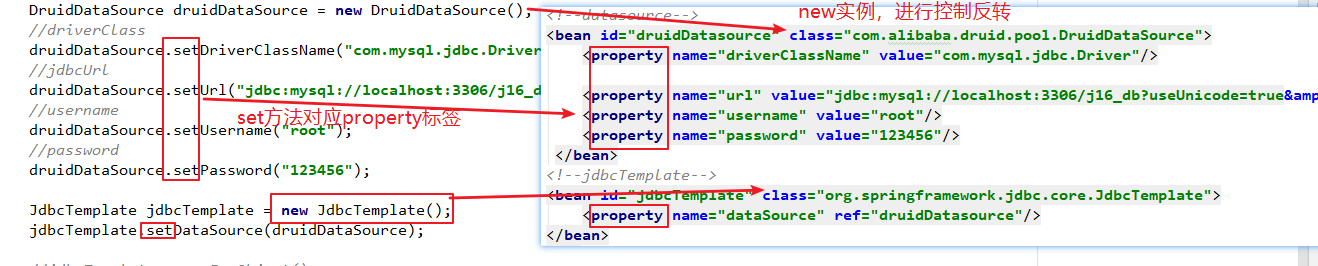 DruidDataSource druidDataSource = new DruidDataSource();
//driverClass
druidDataSource.setDriverClassName("com.mysql.jdbc.Driver
//jdbcUrl
druidDataSource.setUrl("jdbc:mysql://localhost:3306/j16_d
//username
druidDataSource.setUsername("root");
//password
druidDataSource.setPassword("123456");
JdbcTemplate jdbcTemplate = new JdbcTemplate();
jdbcTemplate.setDataSource(druidDataSource);
set方法对应property标签
new实例，进行控制反转
<!--datasource-->
<bean id="druidDatasource" class="com.alibaba.druid.pool.DruidDataSource">
<property name="driverClassName" value="com.mysql.jdbc.Driver"/>
<property name="url" value="jdbc:mysql://localhost:3306/j16_db?useUnicode=true&amp
<property name="username" value="root"/>
<property name="password" value="123456"/>
</bean>
<!--jdbcTemplate-->
<bean id="jdbcTemplate" class="org.springframework.jdbc.core.JdbcTemplate">
<property name="dataSource" ref="druidDatasource"/>
</bean>